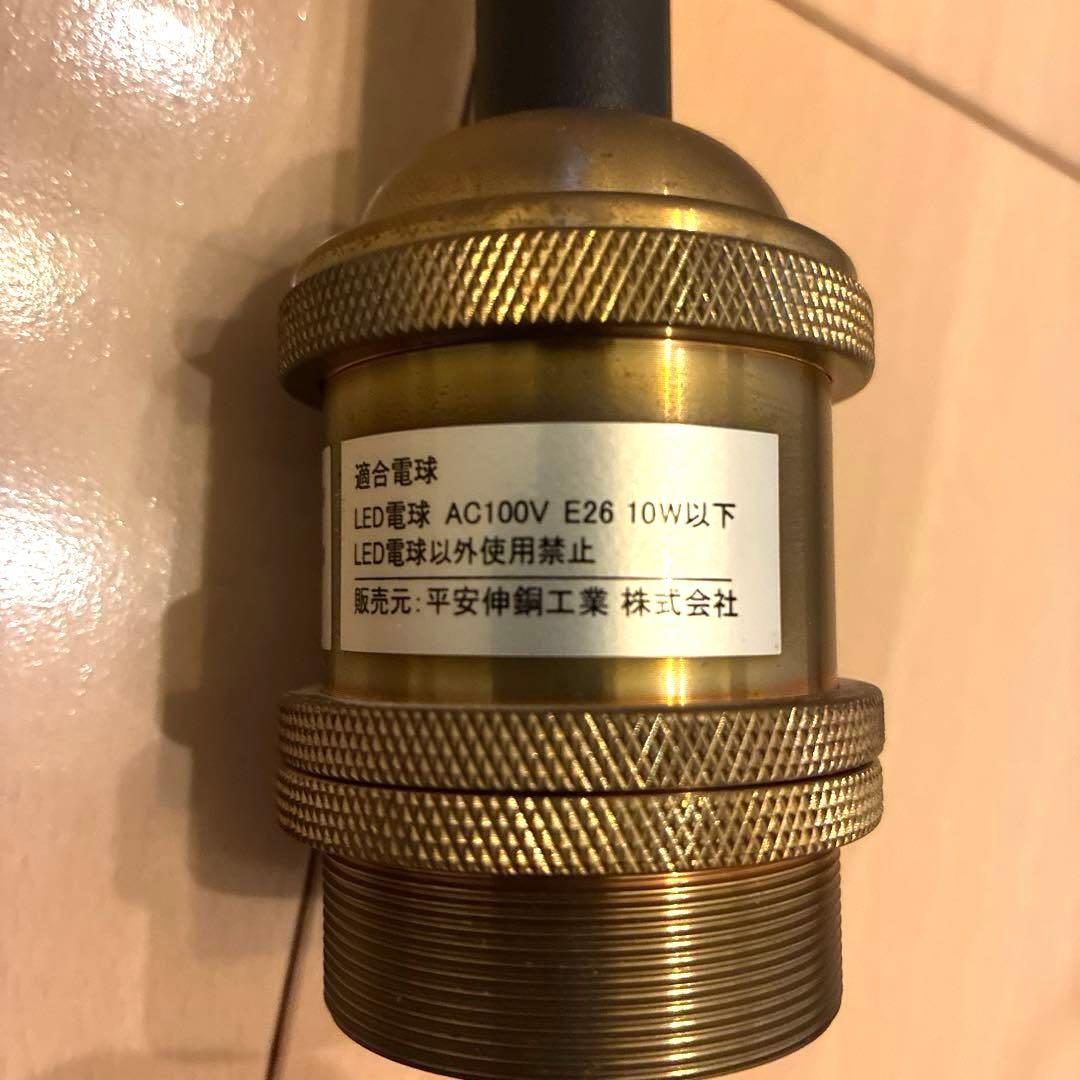 適合電球
LED電球 AC100V E26 10W以下
LED電球以外使用禁止
販売元:平安伸銅工業 株式会社